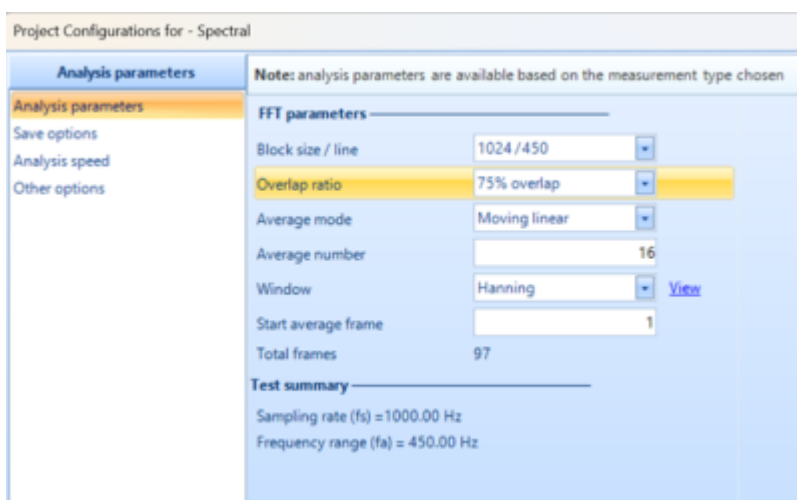 Project Configurations for - Spectral
Analysis parameters
Note: analysis parameters are available based on the measurement type chosen
Analysis parameters
Save options
Analysis speed
Other options
FFT parameters
Block size / line 1024/450
Overlap ratio 75% overlap
Average mode Moving linear
Average number 16
Window Hanning View
Start average frame 1
Total frames 97
Test summary
Sampling rate (fs) =1000.00 Hz
Frequency range (fa) = 450.00 Hz